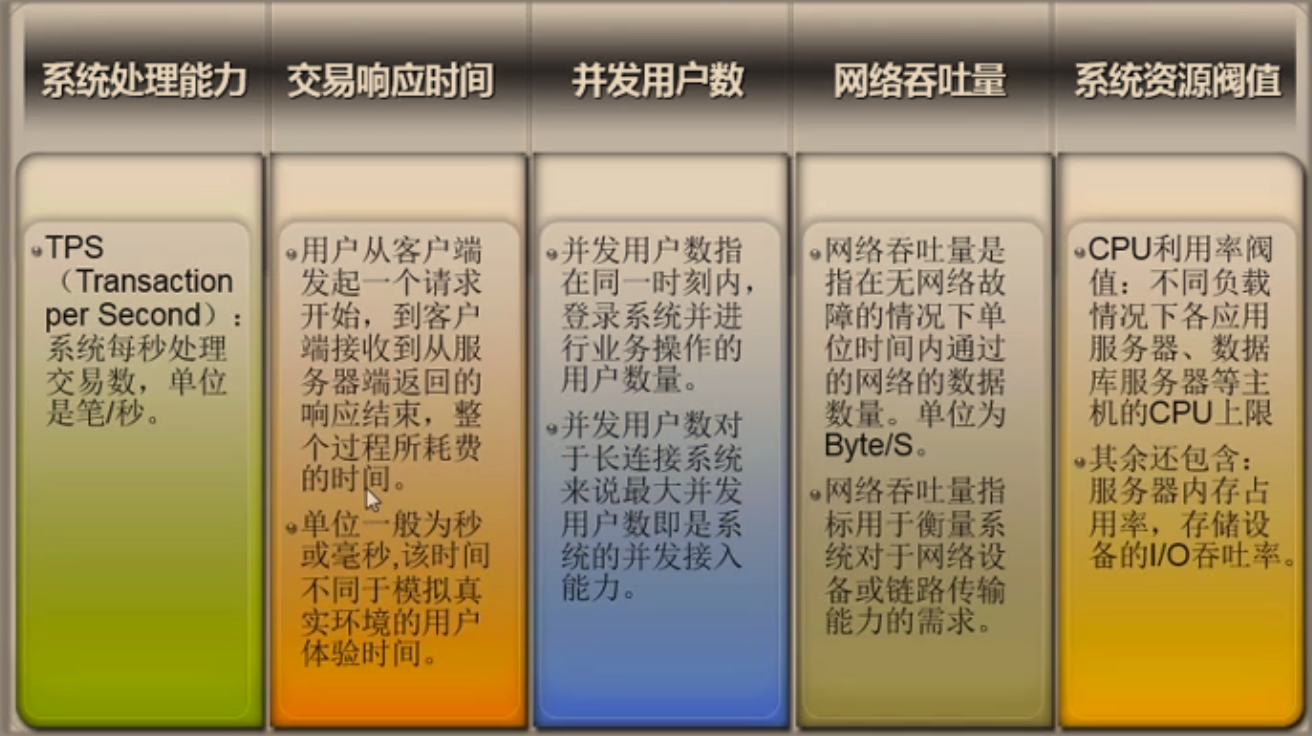 系统处理能力
交易响应时间
并发用户数
网络吞吐量
系统资源阀值
TPS
（Transaction
per Second）：
系统每秒处理
交易数，单位
是笔/秒。
用户从客户端
发起一个请求
开始，到客户
端接收到从服
务器端返回的
响应结束，整
个过程所耗费
的时间。
单位一般为秒
或毫秒,该时间
不同于模拟真
实环境的用户
体验时间。
并发用户数指
在同一时刻内，
登录系统并进
行业务操作的
用户数量。
并发用户数对
于长连接系统
来说最大并发
用户数即是系
统的并发接入
能力。
网络吞吐量是
指在无网络故
障的情况下单
位时间内通过
的网络的数据
数量。单位为
Byte/S。
网络吞吐量指
标用于衡量系
统对于网络设
备或链路传输
能力的需求。
CPU利用率阀
值：不同负载
情况下各应用
服务器、数据
库服务器等主
机的CPU上限
其余还包含：
服务器内存占
用率，存储设
备的I/O吞吐率。